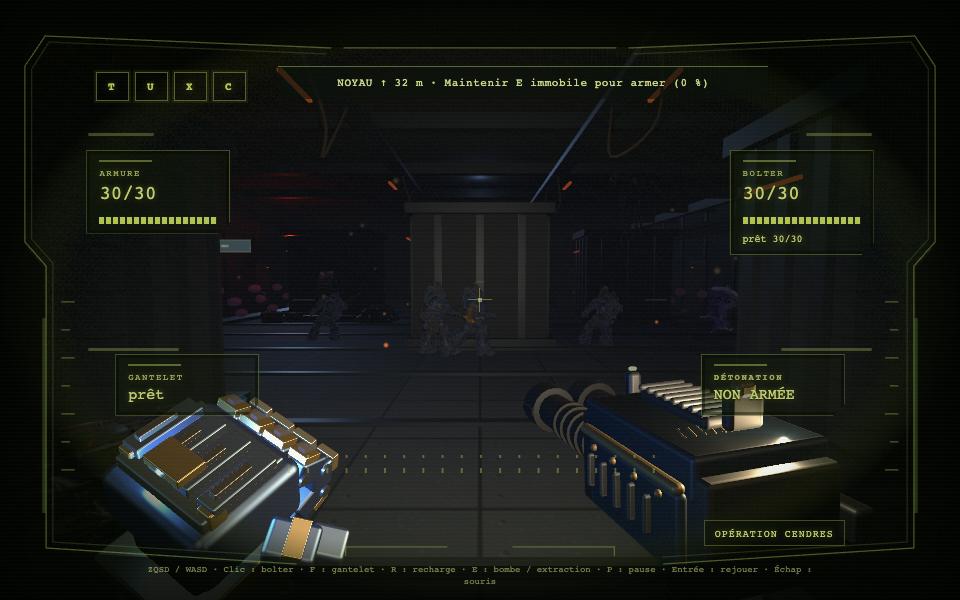 T U X C
NOYAU ↑ 32 m · Maintenir E immobile pour armer (0 %)
ARMURE
30/30
BOLTER
30/30
prêt 30/30
GANTELET
prêt
DÉTONATION
NON ARMÉE
OPÉRATION CENDRES
ZQSD / WASD · Clic : bolter · F : gantelet · R : recharge · E : bombe / extraction · P : pause · Entrée : rejouer · Échap :
souris